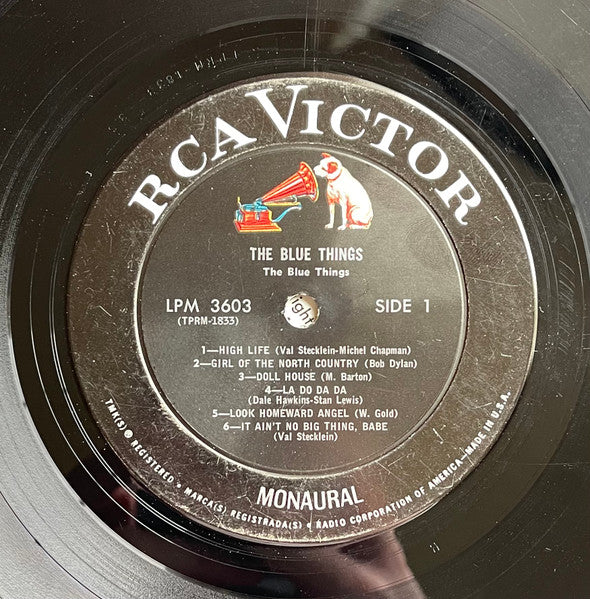 RCA VICTOR
THE BLUE THINGS
The Blue Things
LPM 3603
SIDE 1
(TPRM-1833)
1—HIGH LIFE (Val Stecklein-Michel Chapman)
2—GIRL OF THE NORTH COUNTRY (Bob Dylan)
3—DOLL HOUSE (M. Barton)
4—LA DO DA DA
(Dale Hawkins-Stan Lewis)
5—LOOK HOMEWARD ANGEL (W. Gold)
6—IT AIN'T NO BIG THING, BABE
(Val Stecklein)
MONAURAL
TMK(S) ® REGISTERED • MARCA(S) REGISTRADA(S) • RADIO CORPORATION OF AMERICA—MADE IN U.S.A.
right